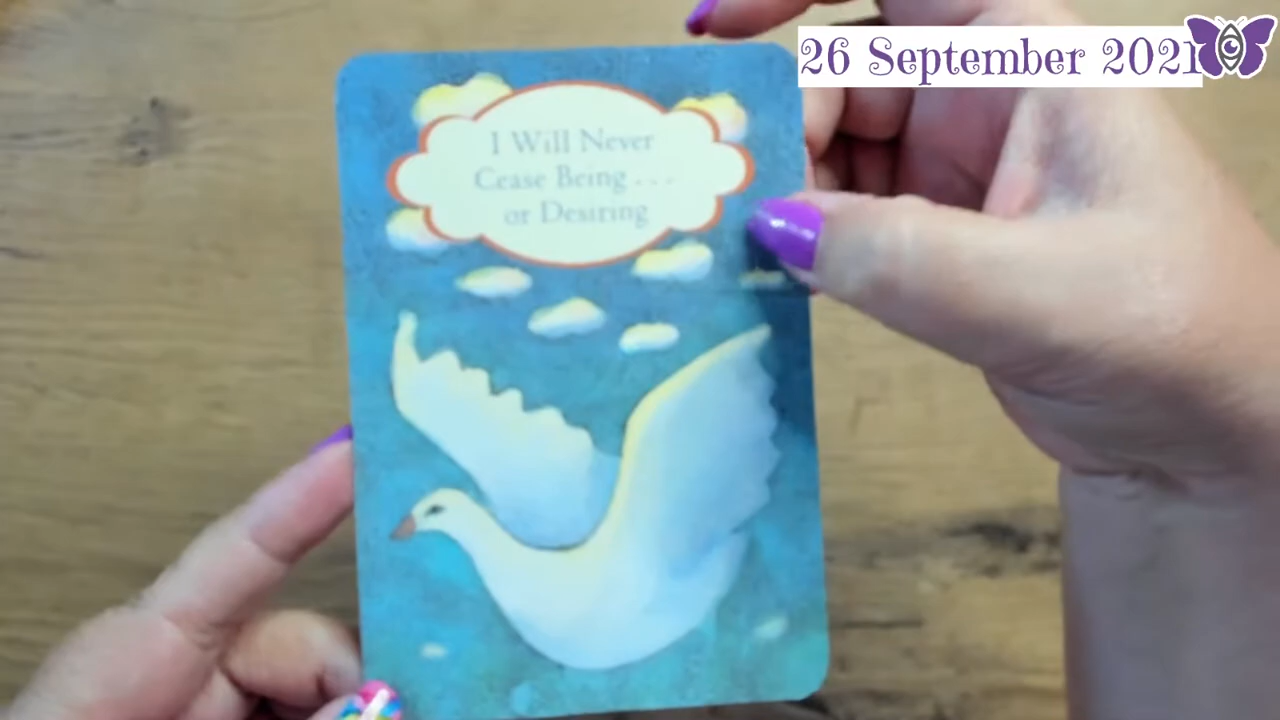 26 September 2021
I Will Never
Cease Being - - - -
or Desiring